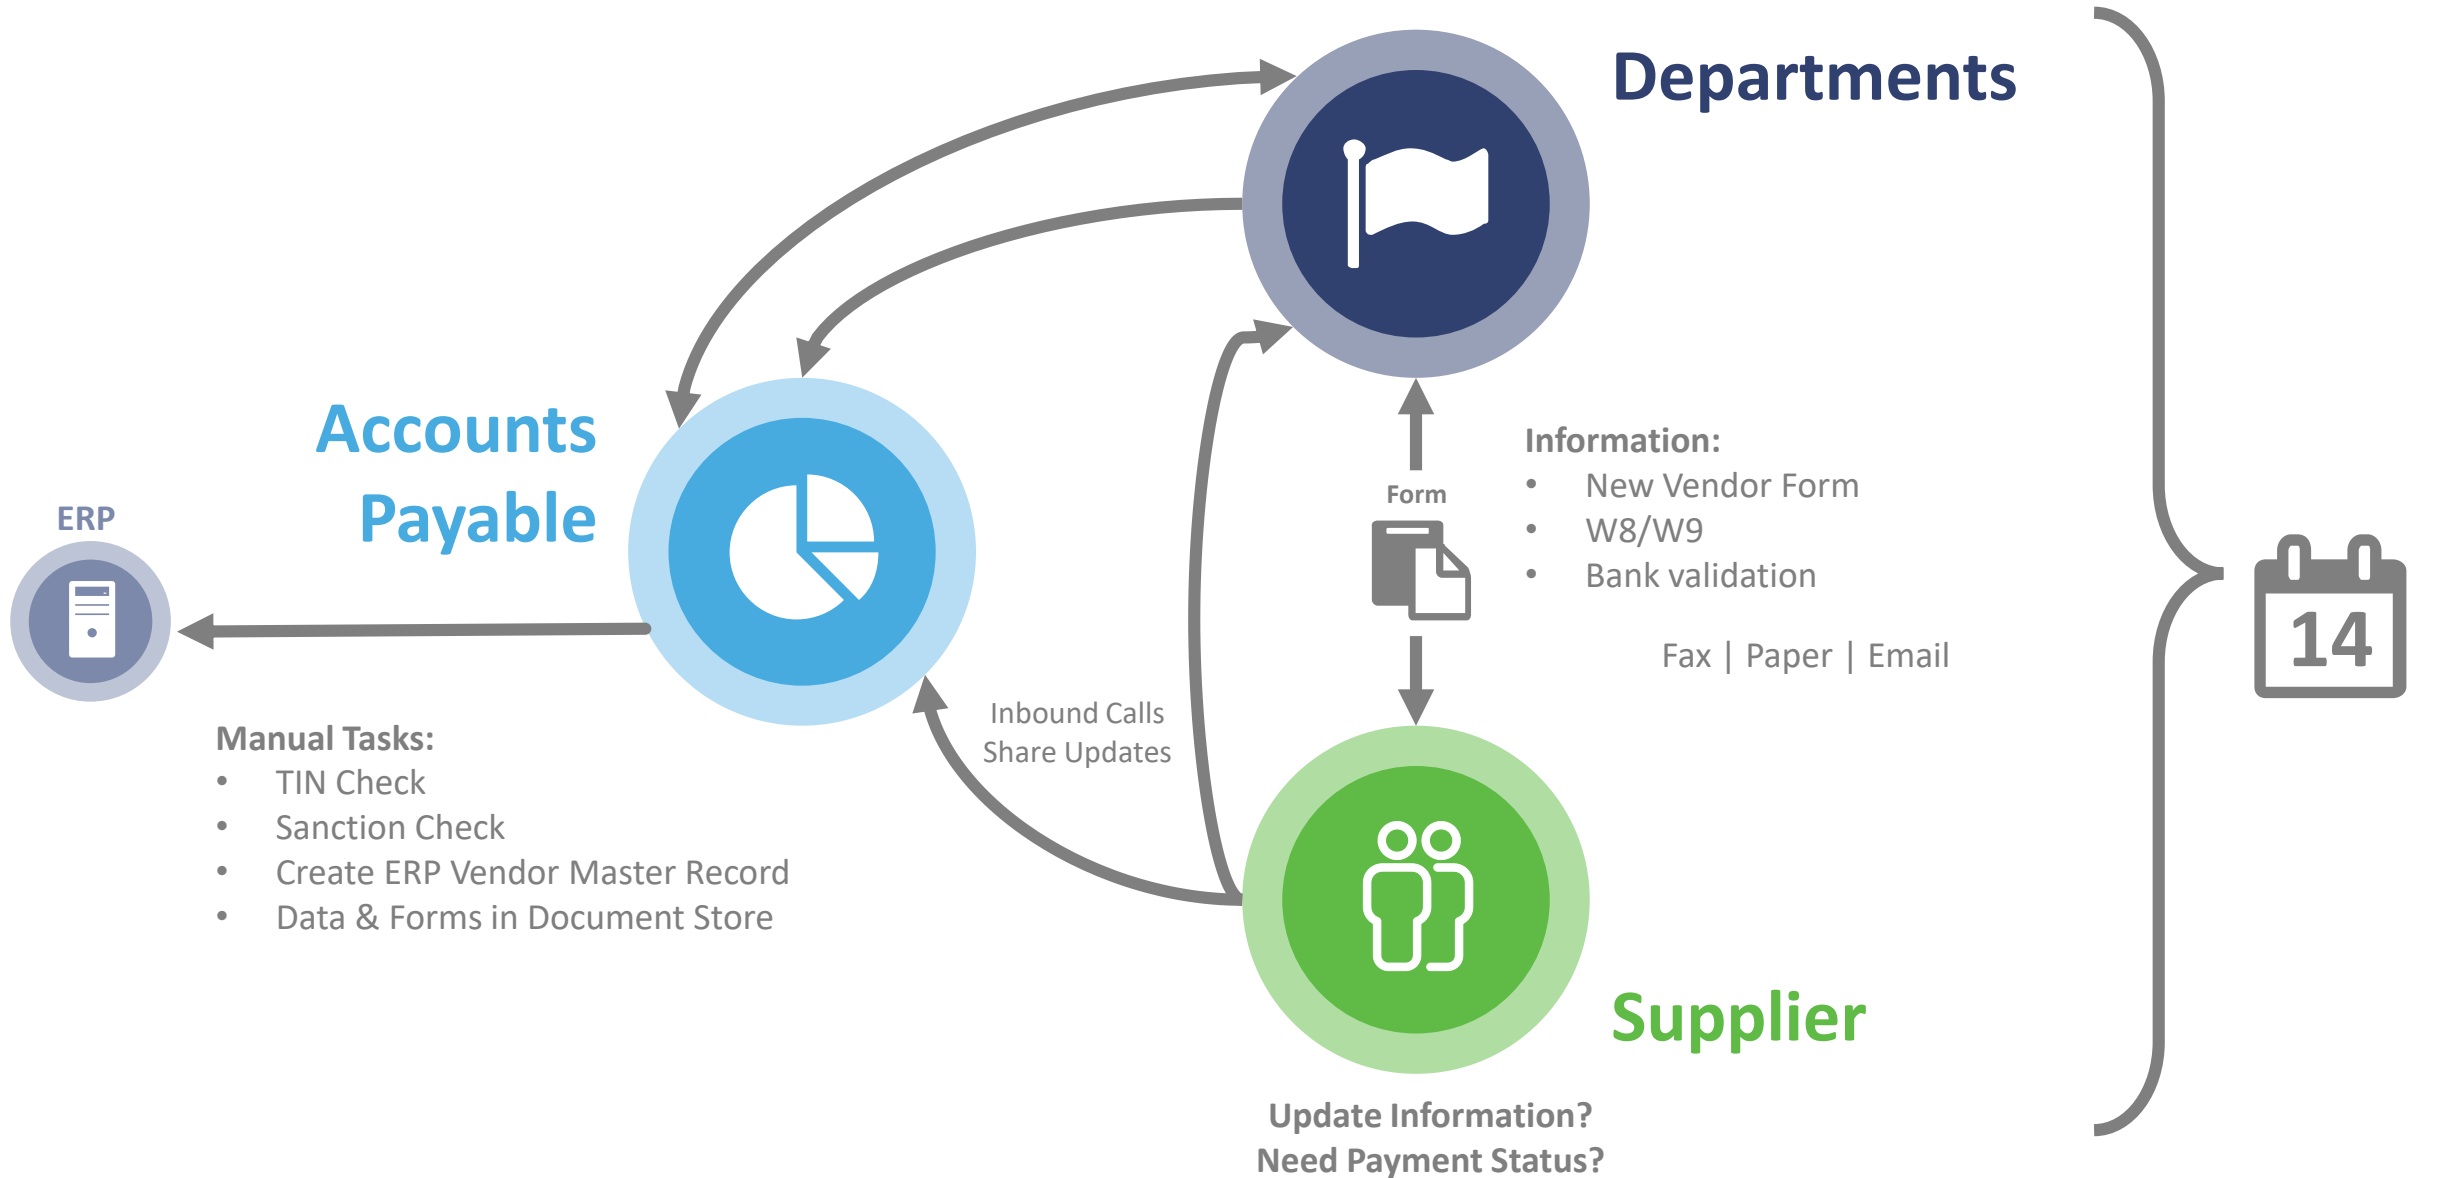 Departments
Accounts
Payable
ERP
Information:
• New Vendor Form
• W8/W9
• Bank validation
Form
Fax | Paper | Email
14
Inbound Calls
Share Updates
Manual Tasks:
• TIN Check
• Sanction Check
• Create ERP Vendor Master Record
• Data & Forms in Document Store
Supplier
Update Information?
Need Payment Status?